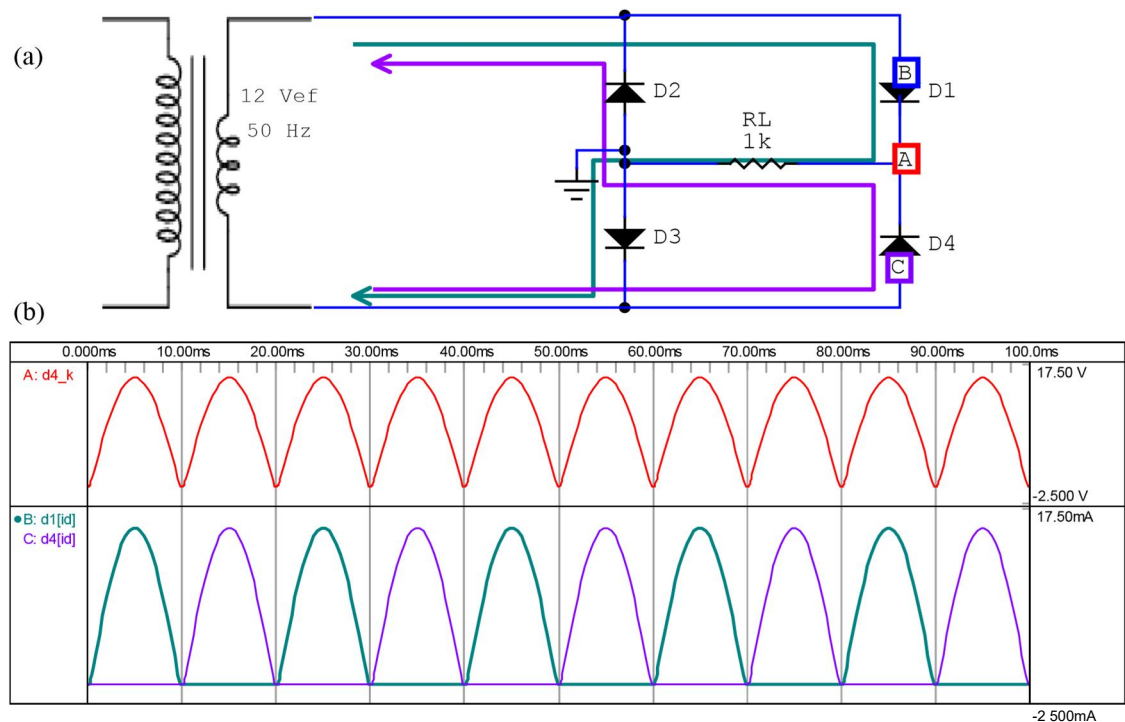 (a)
12 Vef
50 Hz
D2
B
D1
RL
1k
A
D3
D4
C
(b)
0.000ms 10.00ms 20.00ms 30.00ms 40.00ms 50.00ms 60.00ms 70.00ms 80.00ms 90.00ms 100.0ms
A: d4_k
17.50 V
-2.500 V
B: d1[id]
17.50mA
C: d4[id]
-2 500mA